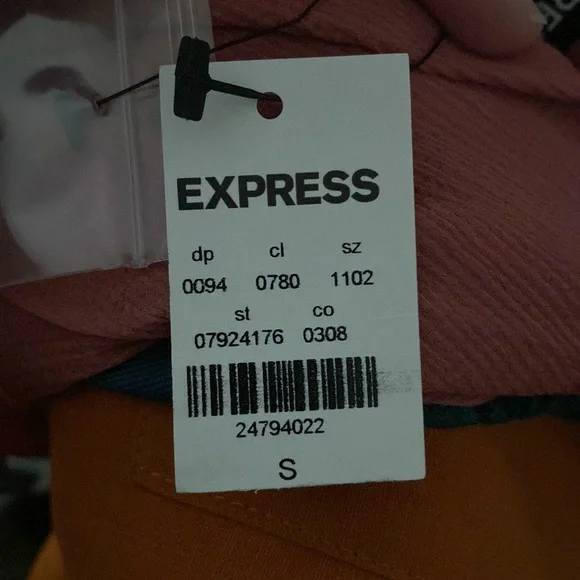 EXPRESS
dp cl sz
0094 0780 1102
st co
07924176 0308
24794022
S